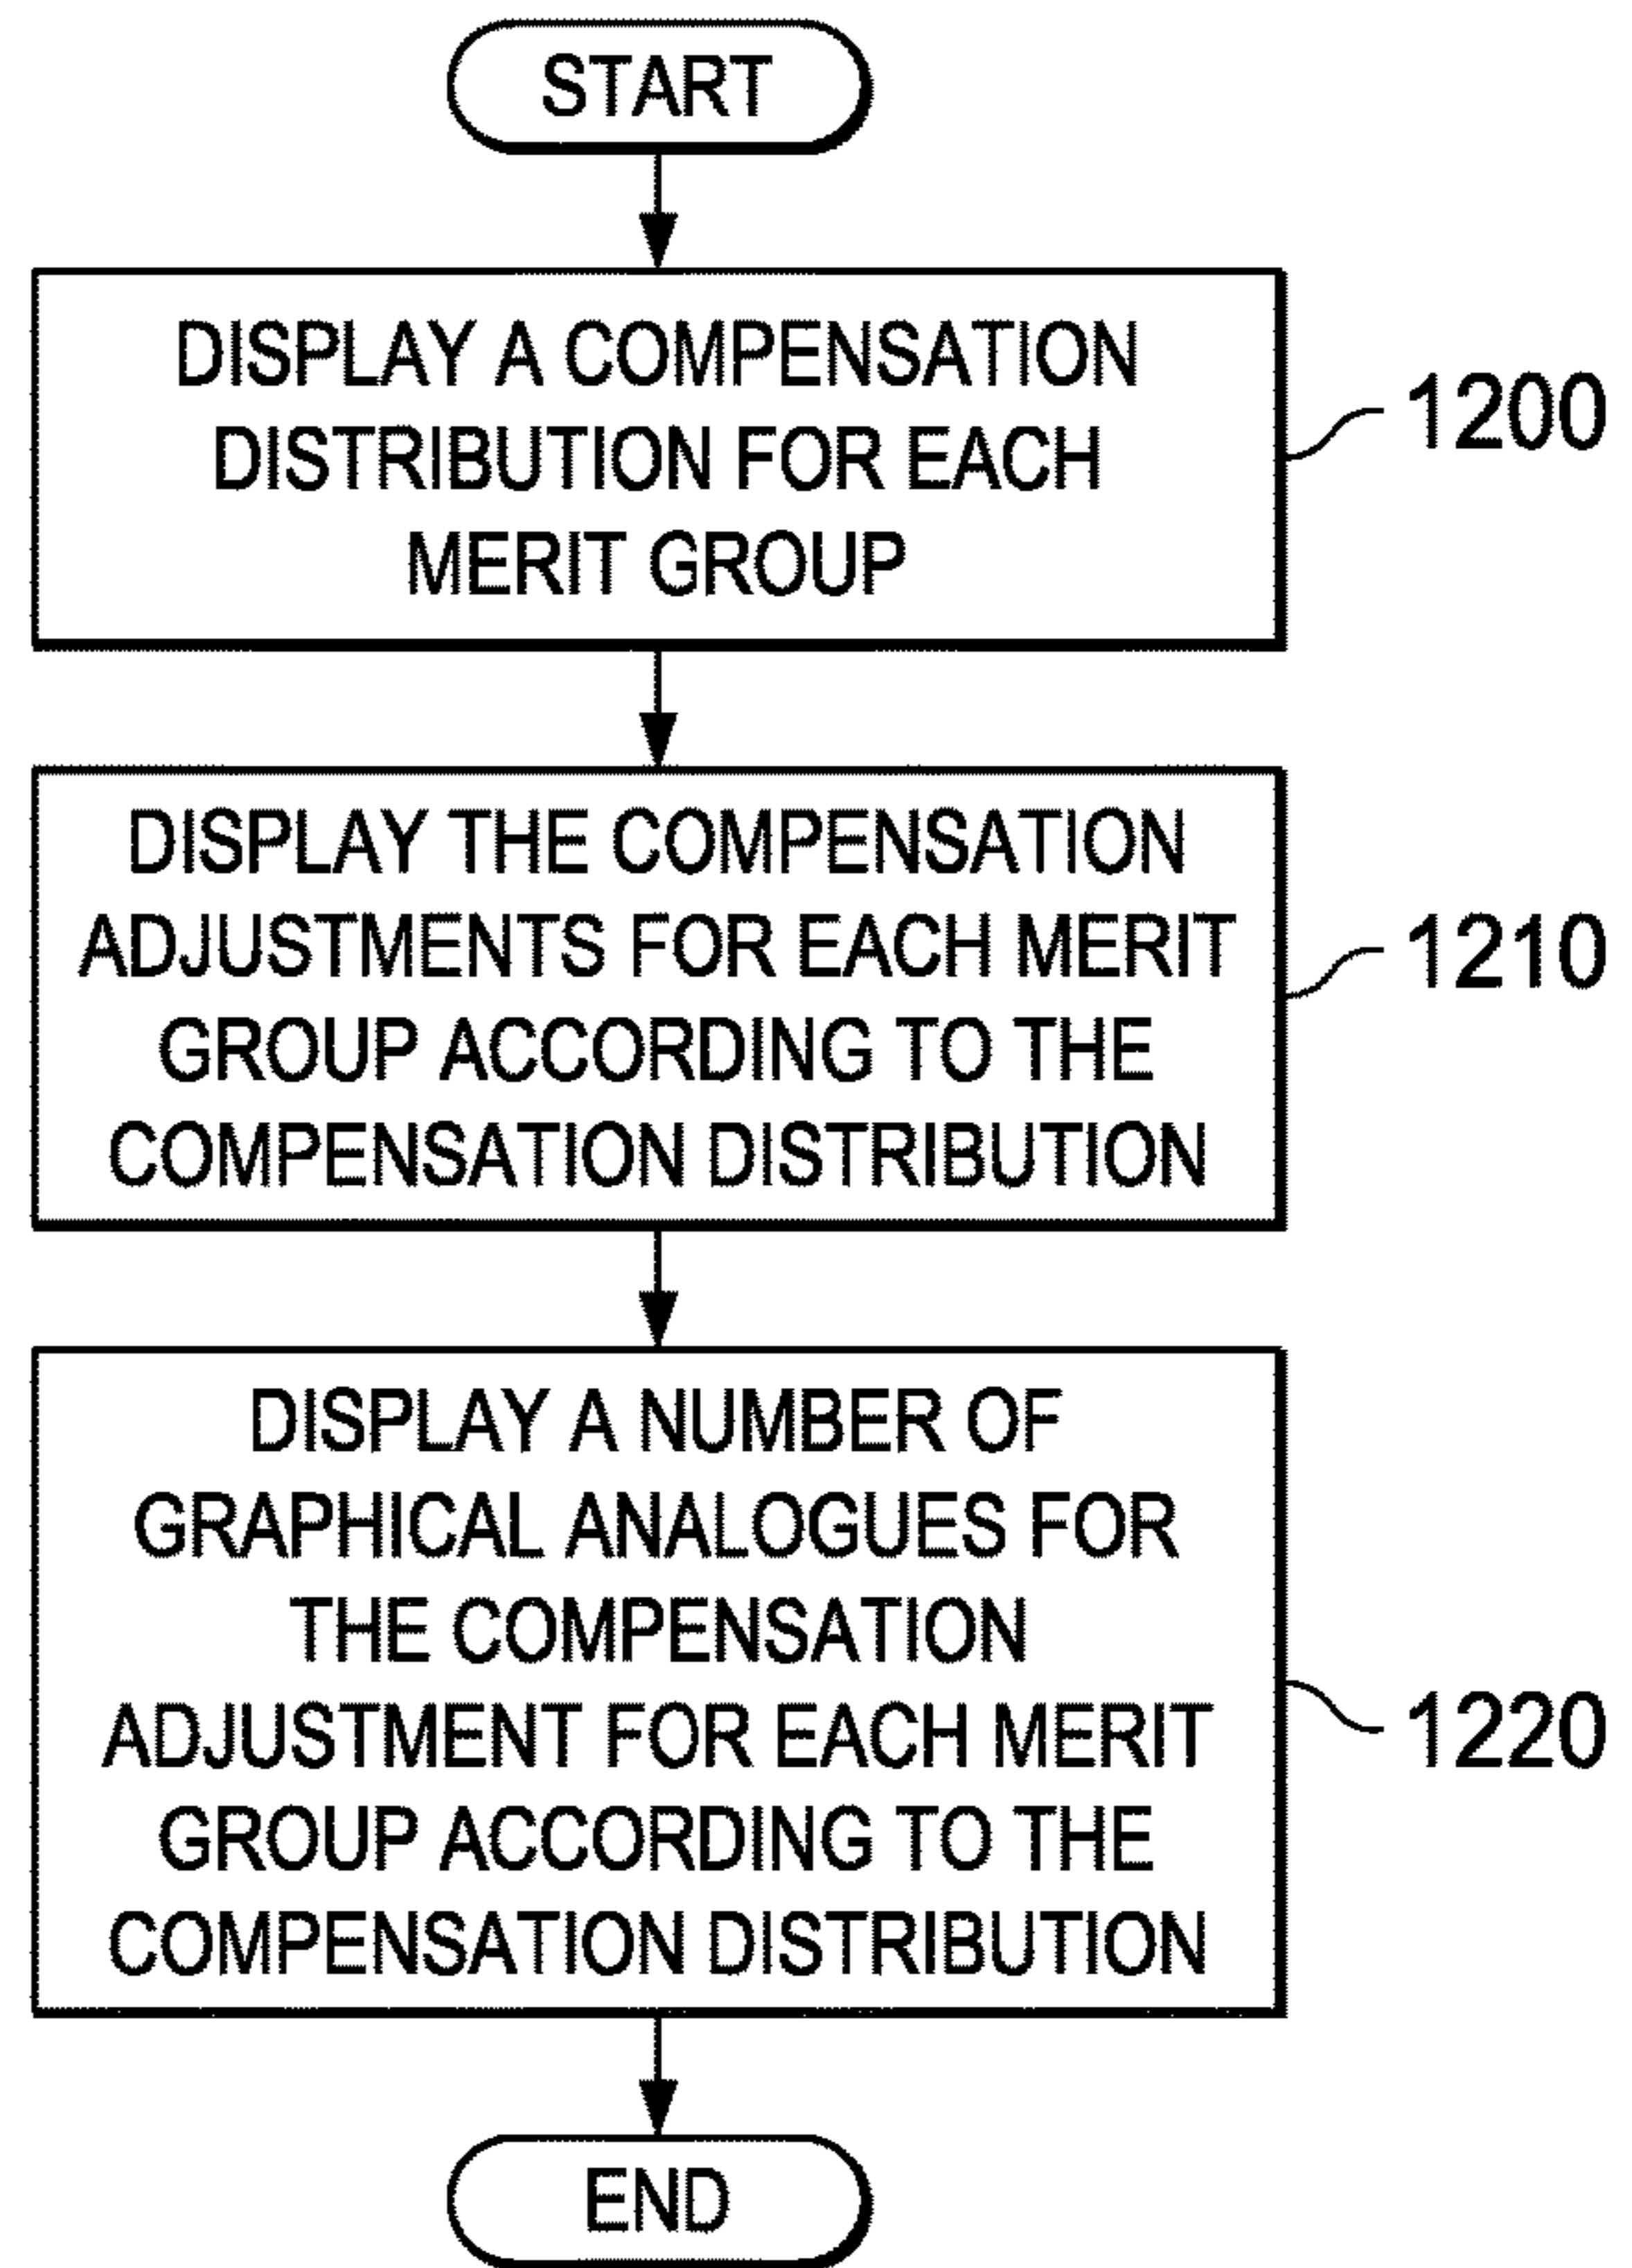 START
DISPLAY A COMPENSATION
DISTRIBUTION FOR EACH
MERIT GROUP
1200
DISPLAY THE COMPENSATION
ADJUSTMENTS FOR EACH MERIT
GROUP ACCORDING TO THE
COMPENSATION DISTRIBUTION
1210
DISPLAY A NUMBER OF
GRAPHICAL ANALOGUES FOR
THE COMPENSATION
ADJUSTMENT FOR EACH MERIT
GROUP ACCORDING TO THE
COMPENSATION DISTRIBUTION
1220
END